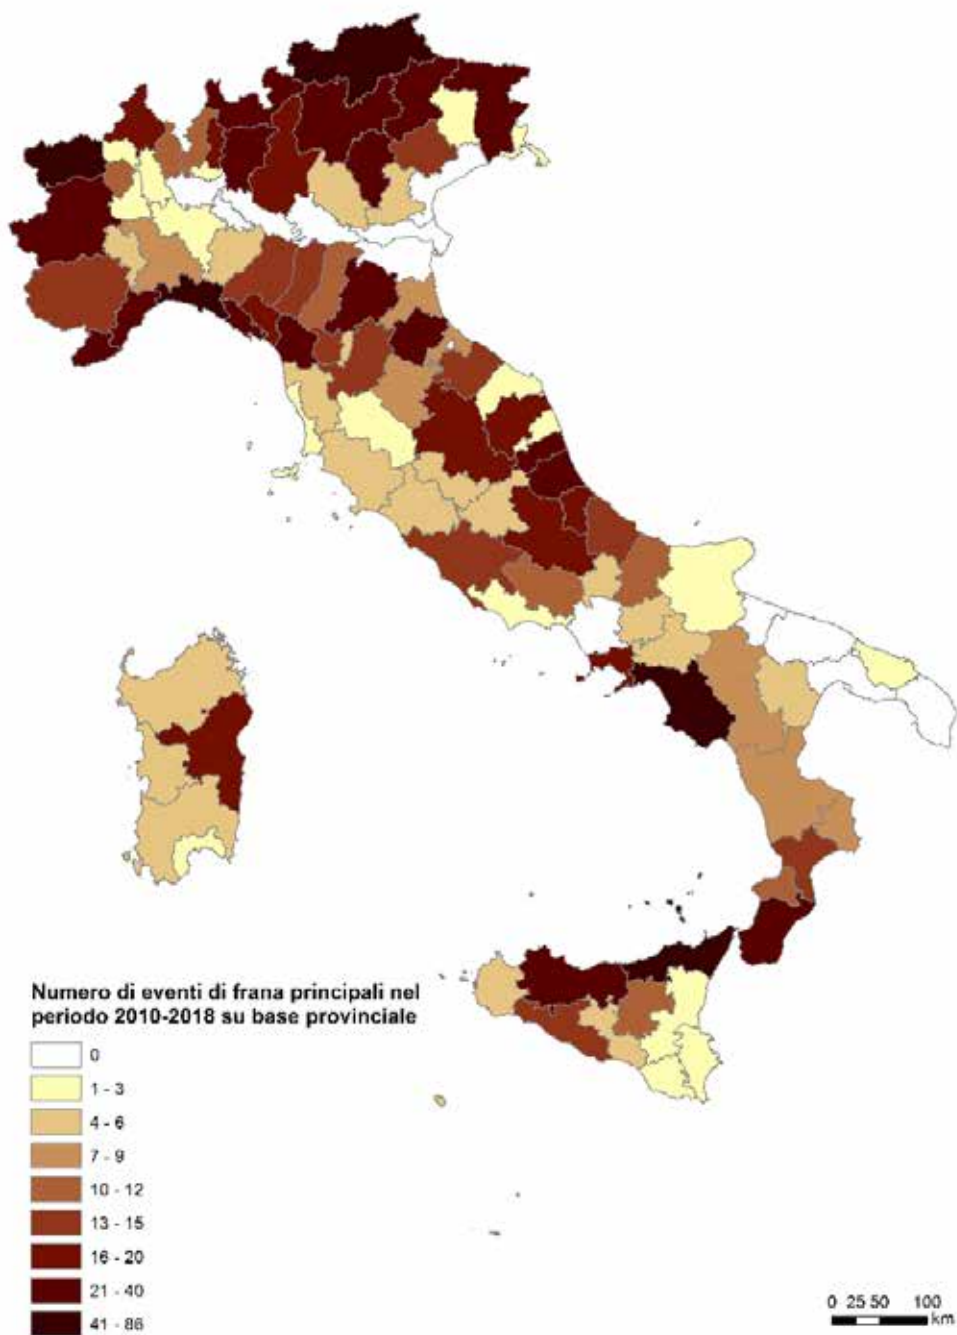 Numero di eventi di frana principali nel
periodo 2010-2018 su base provinciale
0
1 - 3
4 - 6
7 - 9
10 - 12
13 - 15
16 - 20
21 - 40
41 - 86
0 25 50 100
km